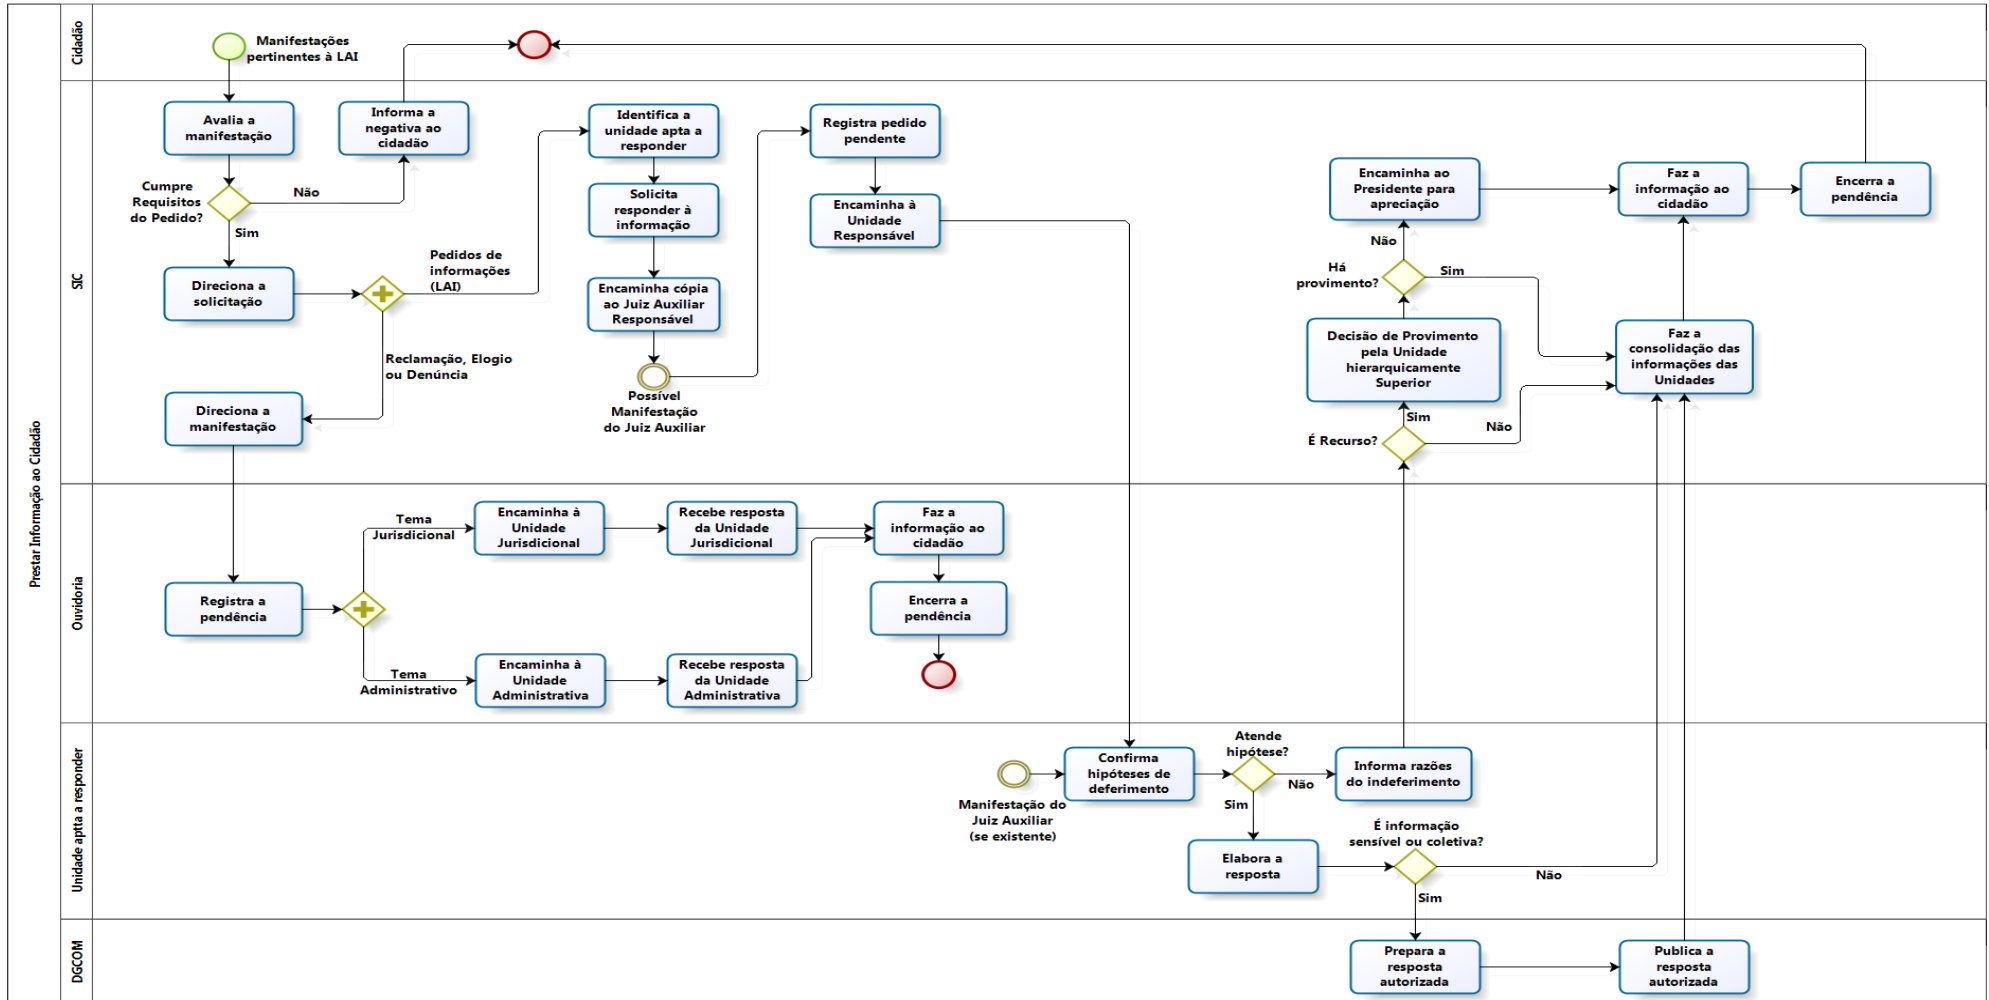 Prestar Informação ao Cidadão
Cidadão
Manifestações
pertinentes à LAI
SIC
Avalia a
manifestação
Informa a
negativa ao
cidadão
Cumpre
Requisitos
do Pedido?
Não
Sim
Direciona a
solicitação
Pedidos de
informações
(LAI)
Reclamação, Elogio
ou Denúncia
Direciona a
manifestação
Identifica a
unidade apta a
responder
Solicita
responder à
informação
Encaminha cópia
ao Juiz Auxiliar
Responsável
Possível
Manifestação
do Juiz Auxiliar
Registra pedido
pendente
Encaminha à
Unidade
Responsável
Encaminha ao
Presidente para
apreciação
Faz a
informação ao
cidadão
Encerra a
pendência
Não
Há
provimento?
Sim
Decisão de Provimento
pela Unidade
hierarquicamente
Superior
Faz a
consolidação das
informações das
Unidades
Sim
É Recurso?
Não
Ouvidoria
Registra a
pendência
Tema
Jurisdicional
Encaminha à
Unidade
Jurisdicional
Recebe resposta
da Unidade
Jurisdicional
Faz a
informação ao
cidadão
Encerra a
pendência
Tema
Administrativo
Encaminha à
Unidade
Administrativa
Recebe resposta
da Unidade
Administrativa
Unidade aptta a responder
Manifestação do
Juiz Auxiliar
(se existente)
Confirma
hipóteses de
deferimento
Atende
hipótese?
Não
Sim
Informa razões
do indeferimento
Elabora a
resposta
É informação
sensível ou coletiva?
Não
Sim
DGCOM
Prepara a
resposta
autorizada
Publica a
resposta
autorizada